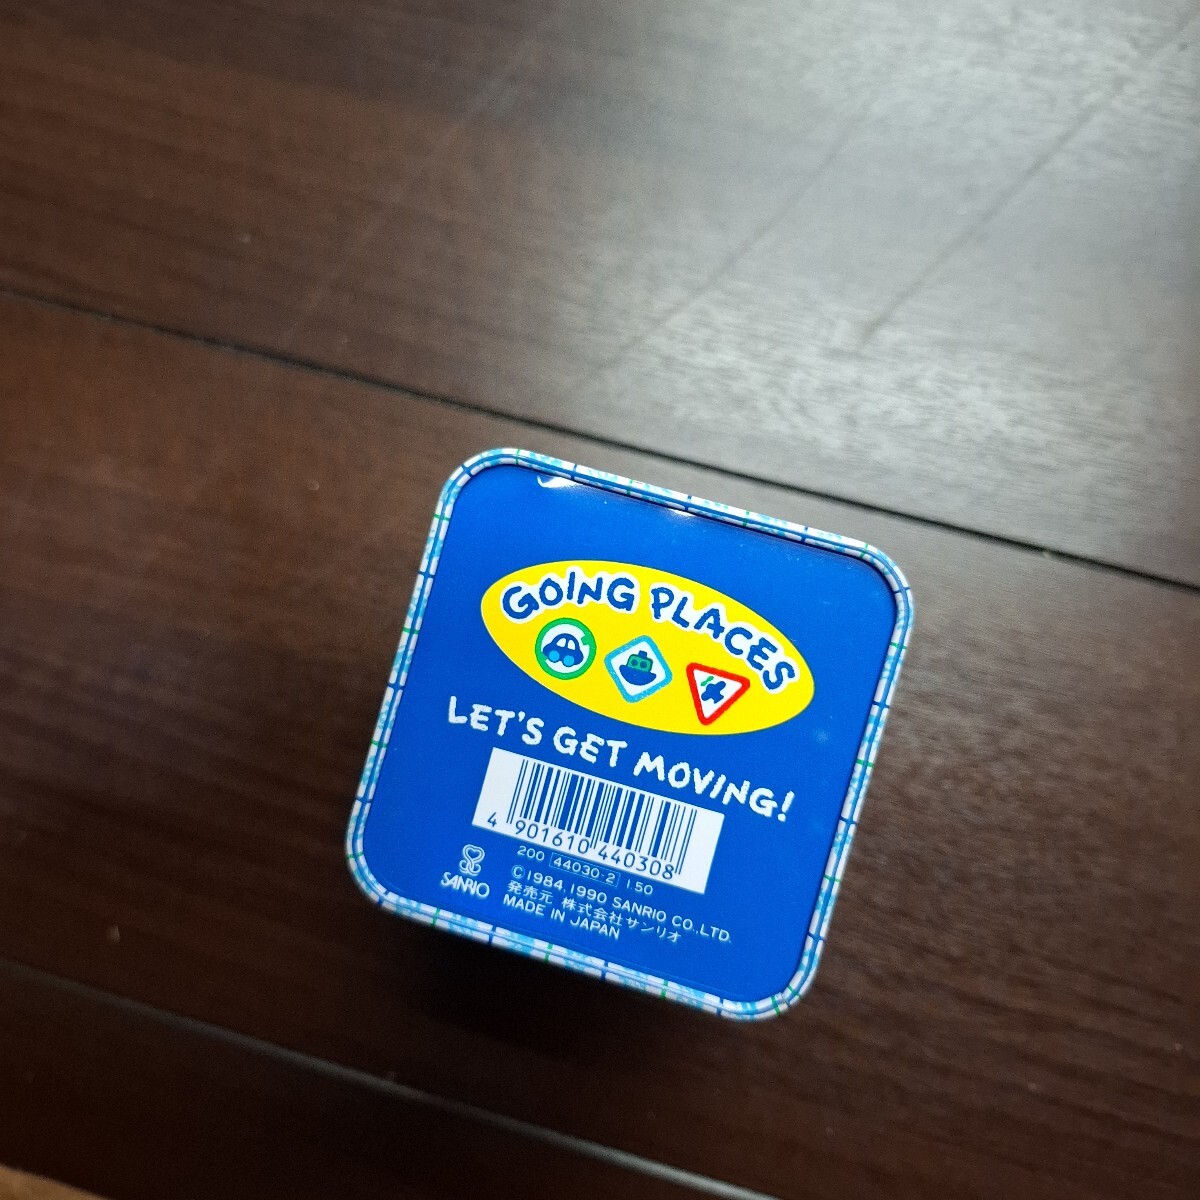 GOING PLACES
LET'S GET MOVING!
4 901610 440308
200 44030-2 150
SANRIO
©1984,1990 SANRIO CO.,LTD.
発売元 株式会社サンリオ
MADE IN JAPAN